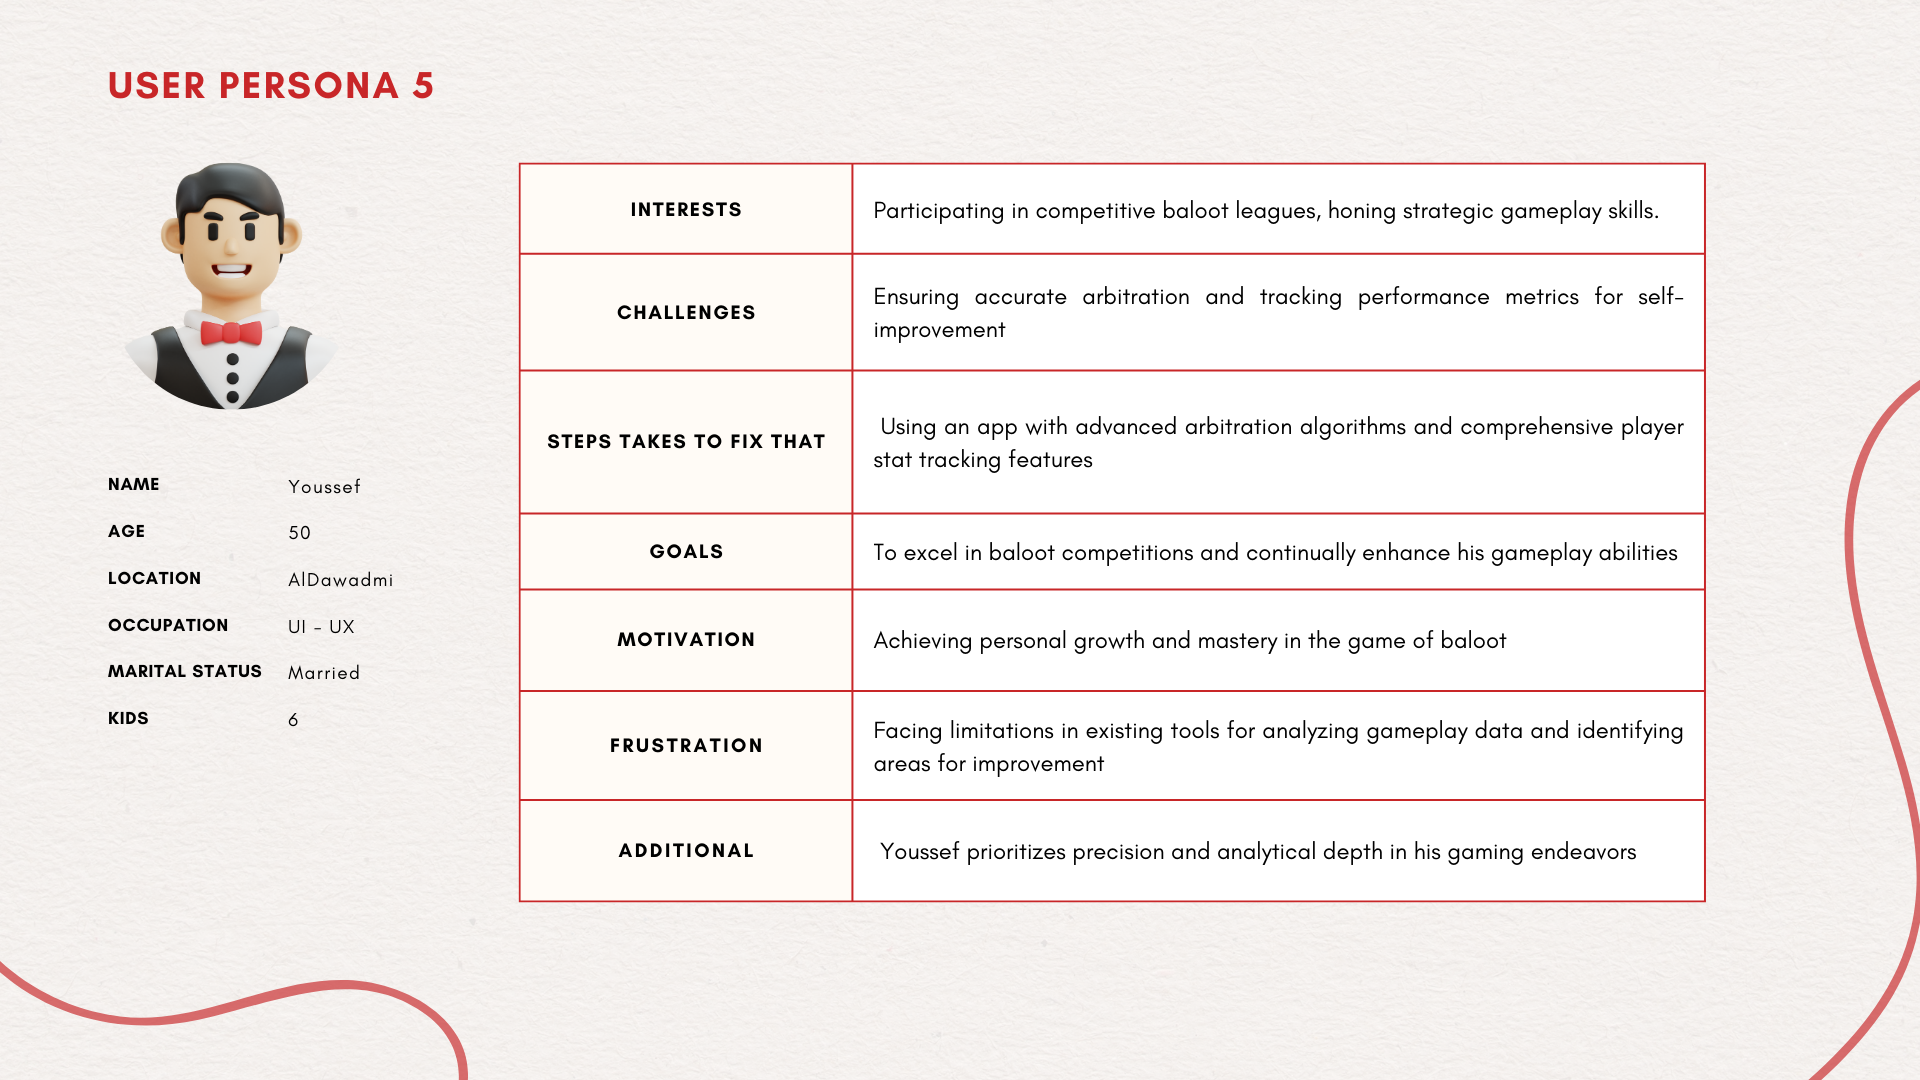 USER PERSONA 5
NAME Youssef
AGE 50
LOCATION AlDawadmi
OCCUPATION UI - UX
MARITAL STATUS Married
KIDS 6
INTERESTS
Participating in competitive baloot leagues, honing strategic gameplay skills.
CHALLENGES
Ensuring accurate arbitration and tracking performance metrics for self-
improvement
STEPS TAKES TO FIX THAT
Using an app with advanced arbitration algorithms and comprehensive player
stat tracking features
GOALS
To excel in baloot competitions and continually enhance his gameplay abilities
MOTIVATION
Achieving personal growth and mastery in the game of baloot
FRUSTRATION
Facing limitations in existing tools for analyzing gameplay data and identifying
areas for improvement
ADDITIONAL
Youssef prioritizes precision and analytical depth in his gaming endeavors